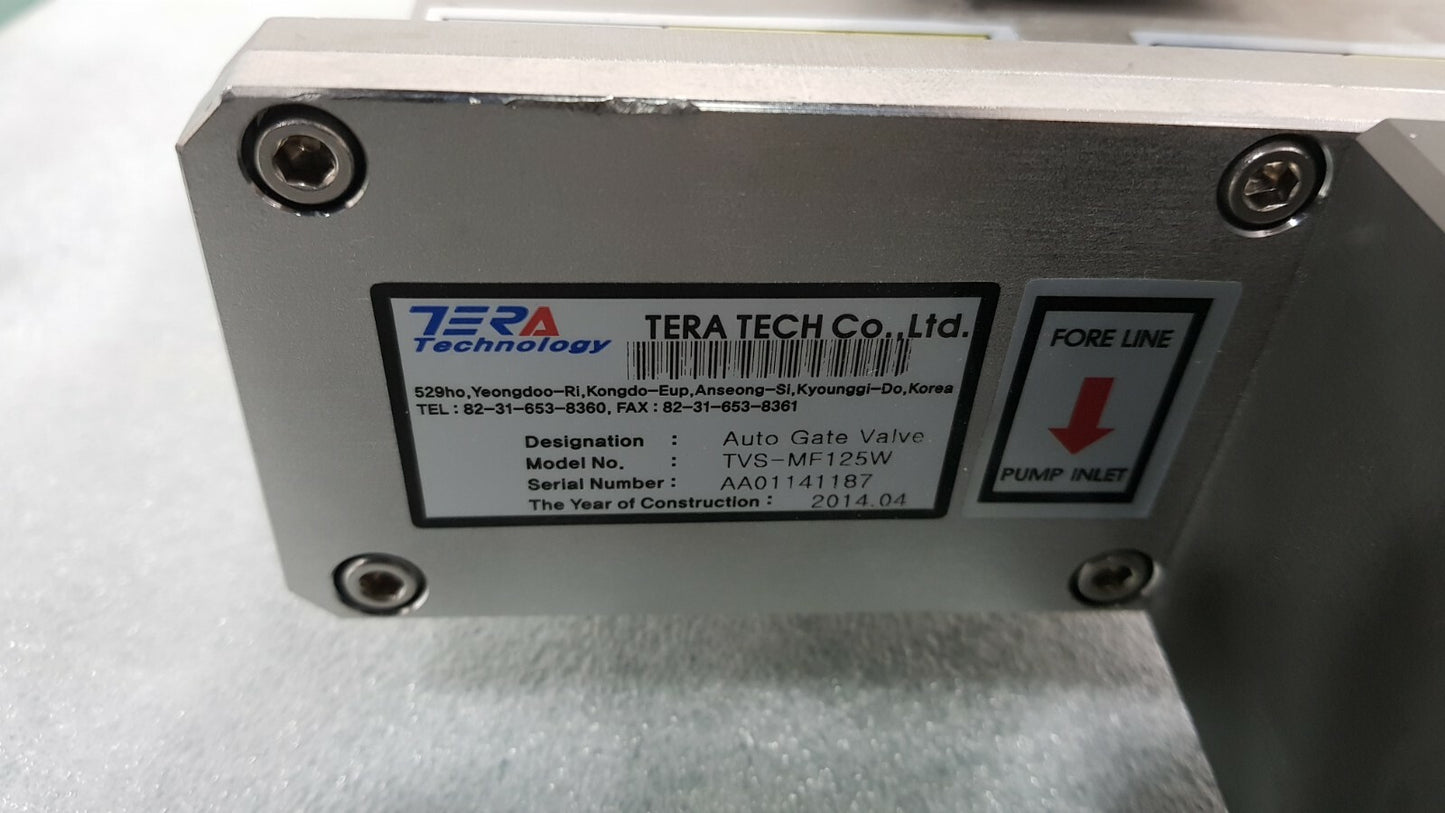 TERA
Technology
TERA TECH Co.,Ltd.
529ho,Yeongdoo-Ri,Kongdo-Eup,Anseong-Si,Kyounggi-Do,Korea
TEL : 82-31-653-8360, FAX : 82-31-653-8361
Designation : Auto Gate Valve
Model No. : TVS-MF125W
Serial Number : AA01141187
The Year of Construction : 2014.04
FORE LINE
PUMP INLET